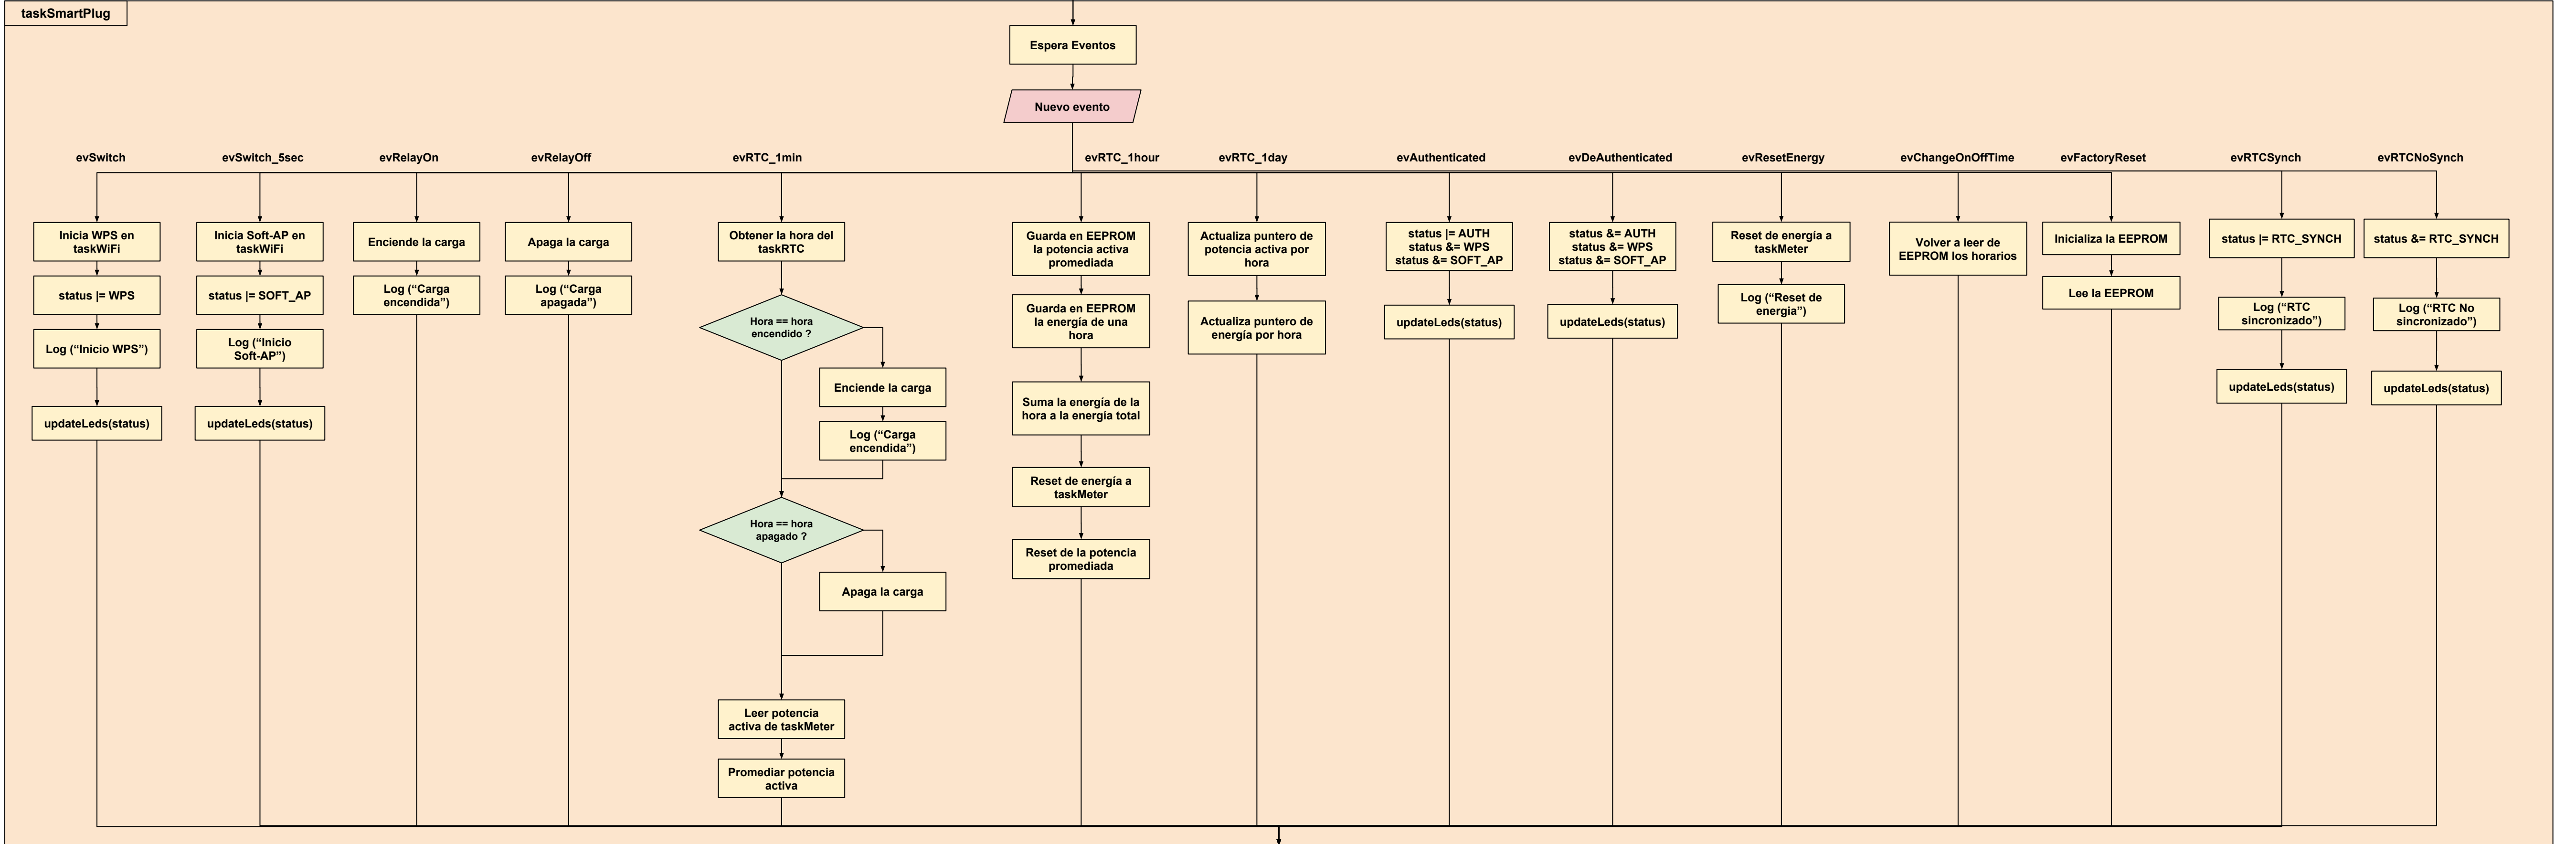 taskSmartPlug
Espera Eventos
Nuevo evento
evSwitch
evSwitch_5sec
evRelayOn
evRelayOff
evRTC_1min
evRTC_1hour
evRTC_1day
evAuthenticated
evDeAuthenticated
evResetEnergy
evChangeOnOffTime
evFactoryReset
evRTCSynch
evRTCNoSynch
Inicia WPS en
taskWiFi
status |= WPS
Log (“Inicio WPS”)
updateLeds(status)
Inicia Soft-AP en
taskWiFi
status |= SOFT_AP
Log (“Inicio
Soft-AP”)
updateLeds(status)
Enciende la carga
Log (“Carga
encendida”)
Apaga la carga
Log (“Carga
apagada”)
Obtener la hora del
taskRTC
Hora == hora
encendido ?
Enciende la carga
Log (“Carga
encendida”)
Hora == hora
apagado ?
Apaga la carga
Leer potencia
activa de taskMeter
Promediar potencia
activa
Guarda en EEPROM
la potencia activa
promediada
Guarda en EEPROM
la energía de una
hora
Suma la energía de la
hora a la energía total
Reset de energía a
taskMeter
Reset de la potencia
promediada
Actualiza puntero de
potencia activa por
hora
Actualiza puntero de
energía por hora
status |= AUTH
status &= WPS
status &= SOFT_AP
updateLeds(status)
status &= AUTH
status &= WPS
status &= SOFT_AP
updateLeds(status)
Reset de energía a
taskMeter
Log (“Reset de
energía”)
Volver a leer de
EEPROM los horarios
Inicializa la EEPROM
Lee la EEPROM
status |= RTC_SYNCH
Log (“RTC
sincronizado”)
updateLeds(status)
status &= RTC_SYNCH
Log (“RTC No
sincronizado”)
updateLeds(status)